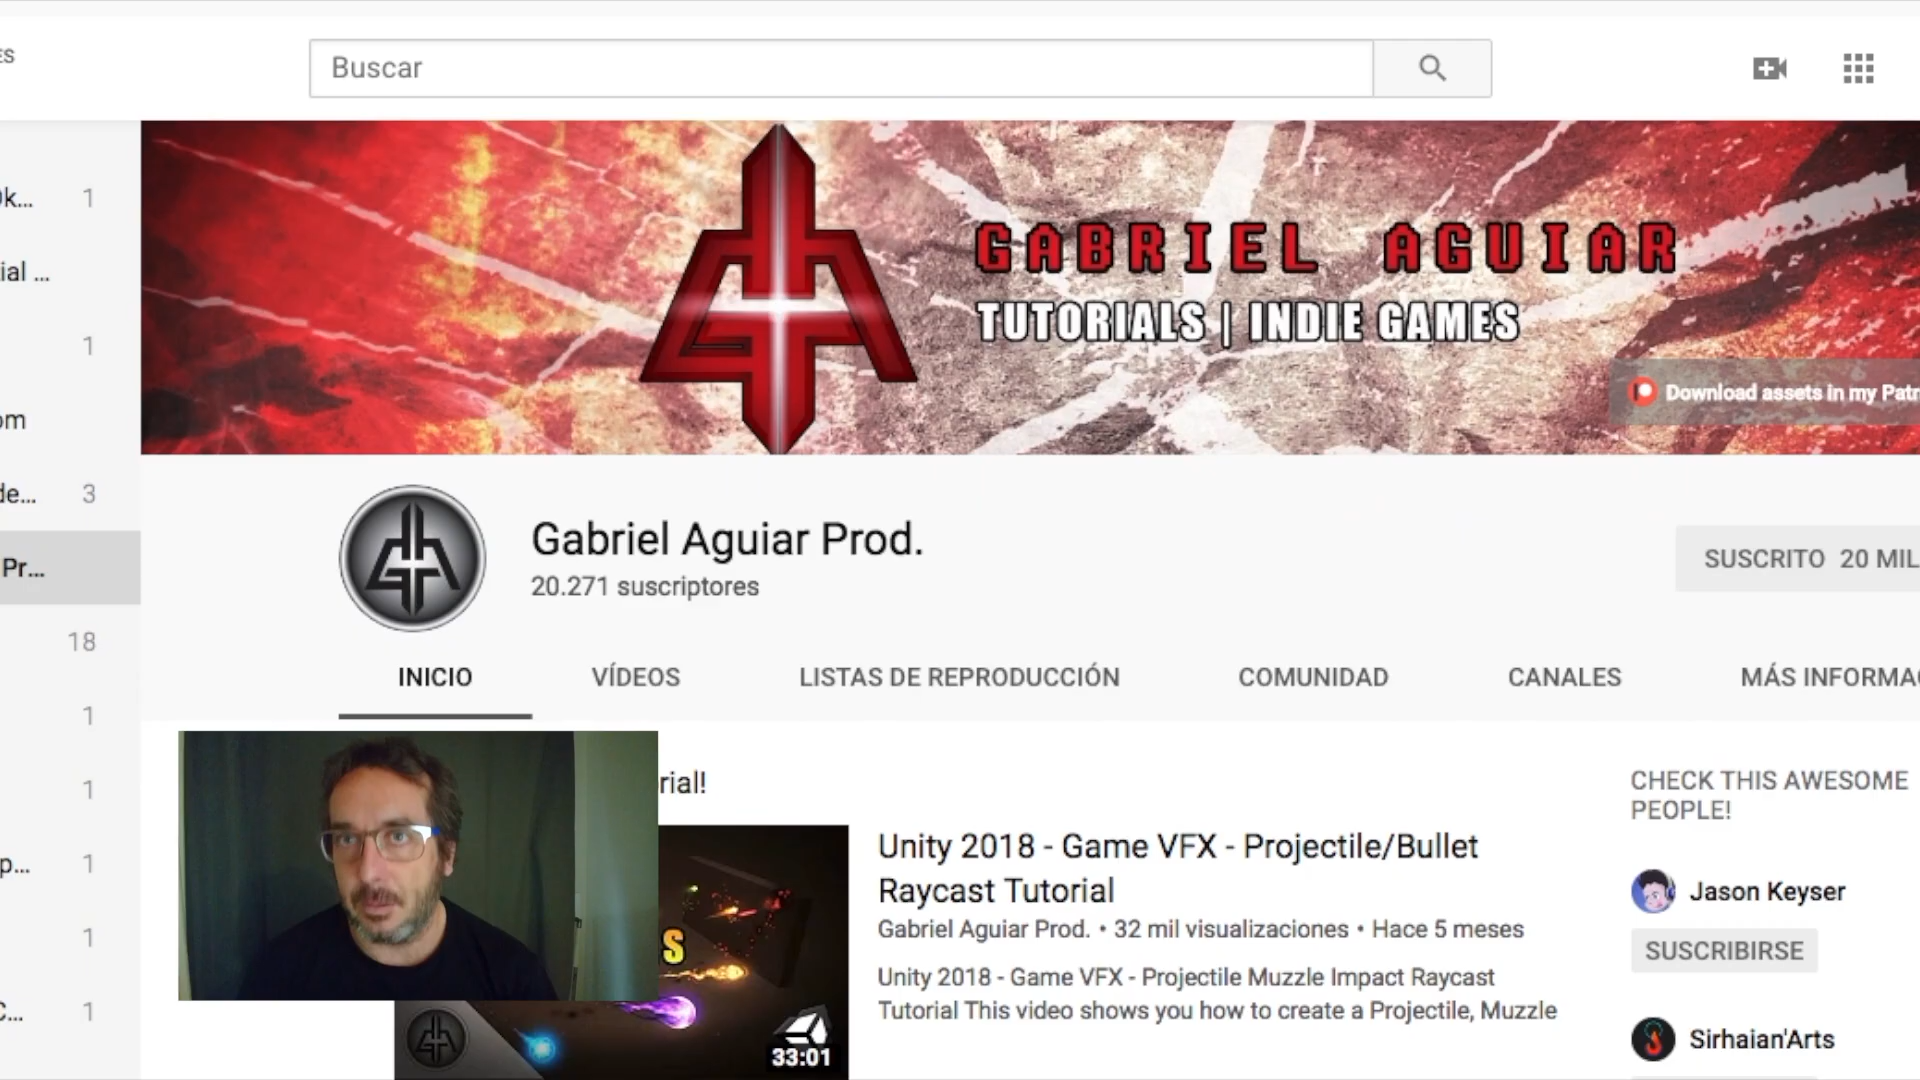 ES
Buscar
ial ...
1
1
om
de... 3
Pr...
18
1
1
p... 1
1
C... 1
GABRIEL AGUIAR
TUTORIALS | INDIE GAMES
Download assets in my Patr
Gabriel Aguiar Prod.
20.271 suscriptores
SUSCRITO 20 MIL
INICIO VÍDEOS LISTAS DE REPRODUCCIÓN COMUNIDAD CANALES MÁS INFORMAC
rial!
S
33:01
Unity 2018 - Game VFX - Projectile/Bullet
Raycast Tutorial
Gabriel Aguiar Prod. • 32 mil visualizaciones • Hace 5 meses
Unity 2018 - Game VFX - Projectile Muzzle Impact Raycast
Tutorial This video shows you how to create a Projectile, Muzzle
CHECK THIS AWESOME
PEOPLE!
Jason Keyser
SUSCRIBIRSE
Sirhaian'Arts